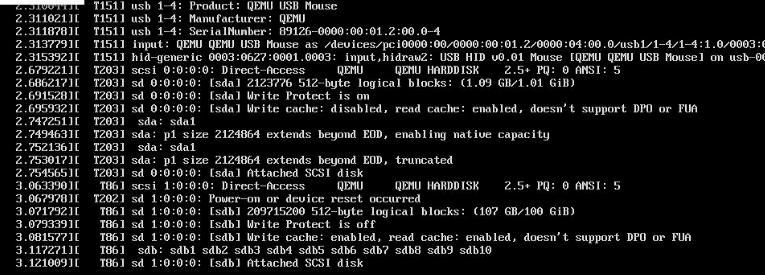 2.310044][ T151] usb 1-4: Product: QEMU USB Mouse
2.311021][ T151] usb 1-4: Manufacturer: QEMU
2.311878][ T151] usb 1-4: SerialNumber: 89126-0000:00:01.2:00.0-4
2.313779][ T151] input: QEMU QEMU USB Mouse as /devices/pci0000:00/0000:00:01.2/0000:04:00.0/usb1/1-4/1-4:1.0/0003:0
2.315392][ T151] hid-generic 0003:0627:0001.0003: input,hidraw2: USB HID v0.01 Mouse [QEMU QEMU USB Mouse] on usb-00
2.679221][ T203] scsi 0:0:0:0: Direct-Access QEMU QEMU HARDDISK 2.5+ PQ: 0 ANSI: 5
2.686217][ T203] sd 0:0:0:0: [sda] 2123776 512-byte logical blocks: (1.09 GB/1.01 GiB)
2.691528][ T203] sd 0:0:0:0: [sda] Write Protect is on
2.695932][ T203] sd 0:0:0:0: [sda] Write cache: disabled, read cache: enabled, doesn't support DPO or FUA
2.747251][ T203] sda: sda1
2.749463][ T203] sda: p1 size 2124864 extends beyond EOD, enabling native capacity
2.752136][ T203] sda: sda1
2.753017][ T203] sda: p1 size 2124864 extends beyond EOD, truncated
2.754565][ T203] sd 0:0:0:0: [sda] Attached SCSI disk
3.063390][ T86] scsi 1:0:0:0: Direct-Access QEMU QEMU HARDDISK 2.5+ PQ: 0 ANSI: 5
3.067978][ T202] sd 1:0:0:0: Power-on or device reset occurred
3.071792][ T86] sd 1:0:0:0: [sdb] 209715200 512-byte logical blocks: (107 GB/100 GiB)
3.079339][ T86] sd 1:0:0:0: [sdb] Write Protect is off
3.081577][ T86] sd 1:0:0:0: [sdb] Write cache: enabled, read cache: enabled, doesn't support DPO or FUA
3.117271][ T86] sdb: sdb1 sdb2 sdb3 sdb4 sdb5 sdb6 sdb7 sdb8 sdb9 sdb10
3.121009][ T86] sd 1:0:0:0: [sdb] Attached SCSI disk